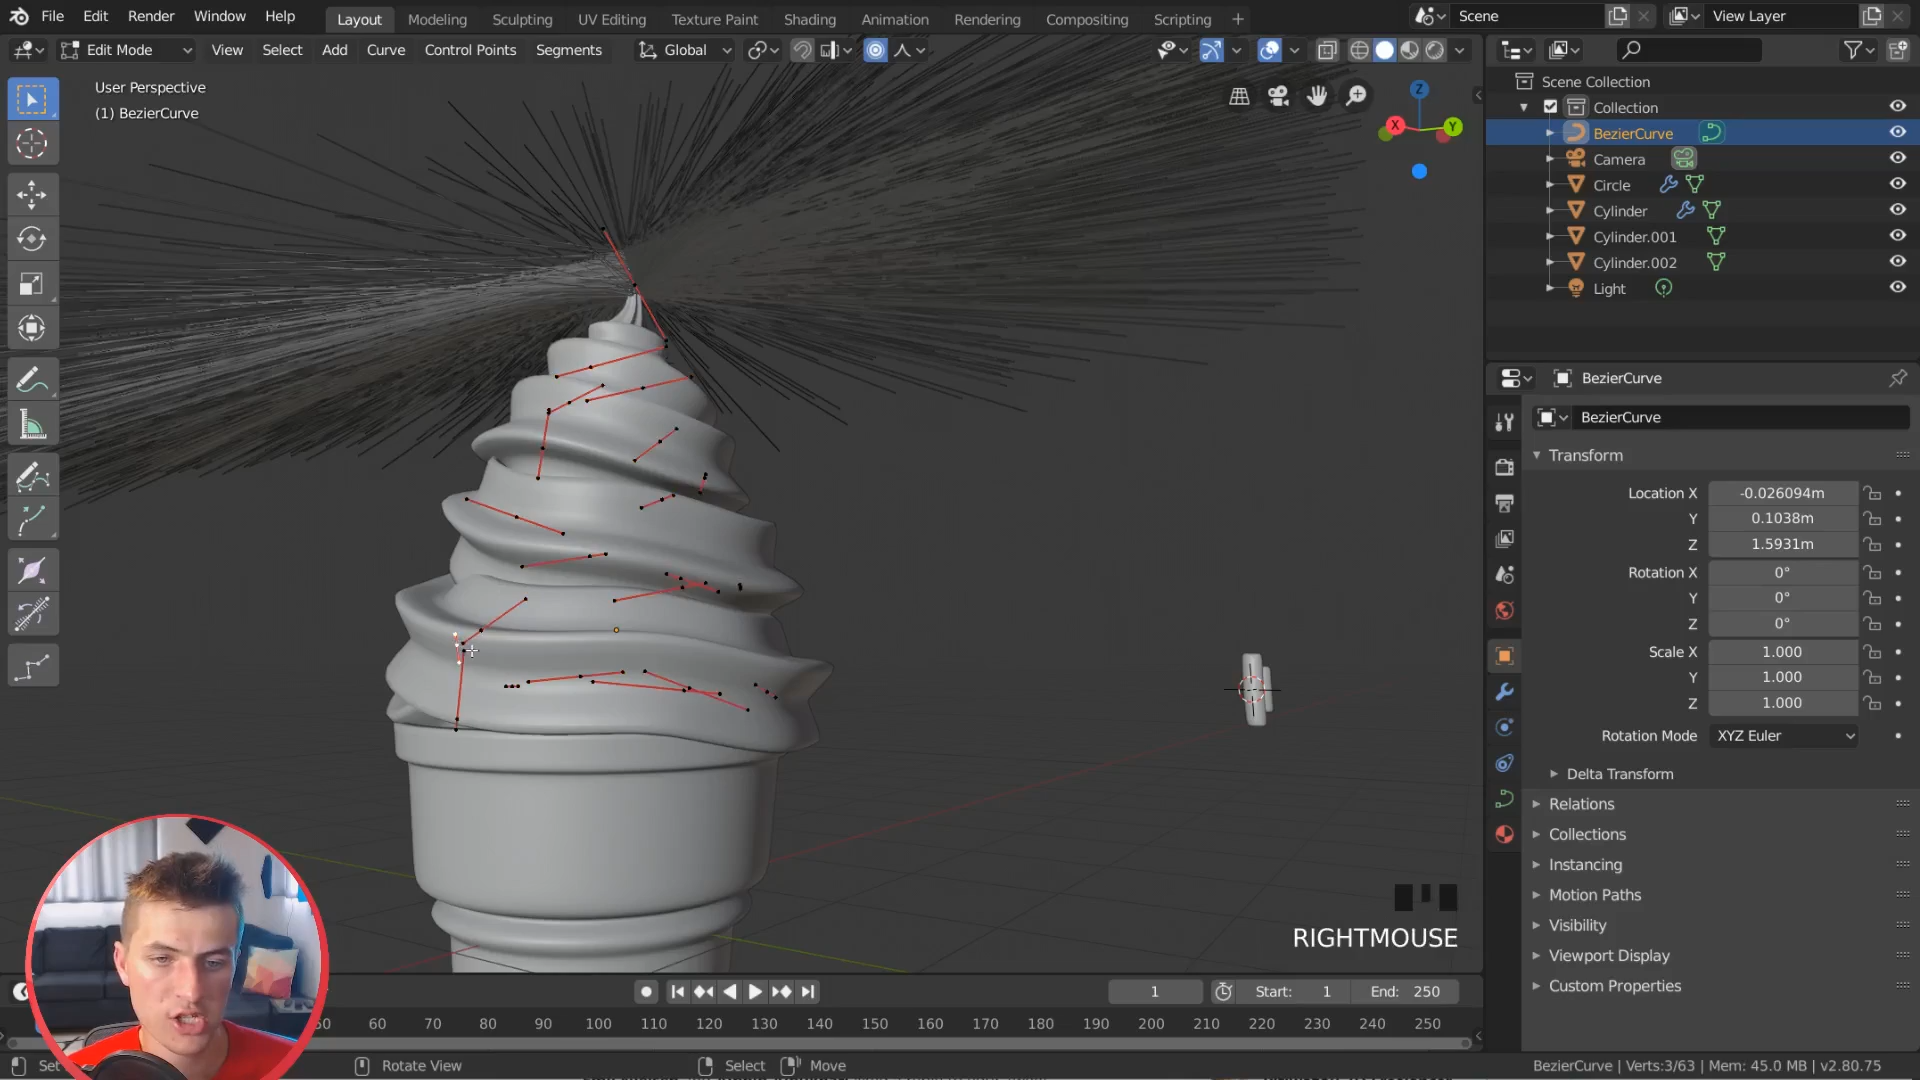 File Edit Render Window Help Layout Modeling Sculpting UV Editing Texture Paint Shading Animation Rendering Compositing Scripting + Scene View Layer
Edit Mode View Select Add Curve Control Points Segments Global
User Perspective
(1) BezierCurve
Z
X
Y
Scene Collection
Collection
BezierCurve
Camera
Circle
Cylinder
Cylinder.001
Cylinder.002
Light
BezierCurve
BezierCurve
Transform
Location X -0.026094m
Y 0.1038m
Z 1.5931m
Rotation X 0°
Y 0°
Z 0°
Scale X 1.000
Y 1.000
Z 1.000
Rotation Mode XYZ Euler
Delta Transform
Relations
Collections
Instancing
Motion Paths
Visibility
Viewport Display
Custom Properties
RIGHTMOUSE
1 Start: 1 End: 250
50 60 70 80 90 100 110 120 130 140 150 160 170 180 190 200 210 220 230 240 250
Set Rotate View Select Move BezierCurve | Verts:3/63 | Mem: 45.0 MB | v2.80.75